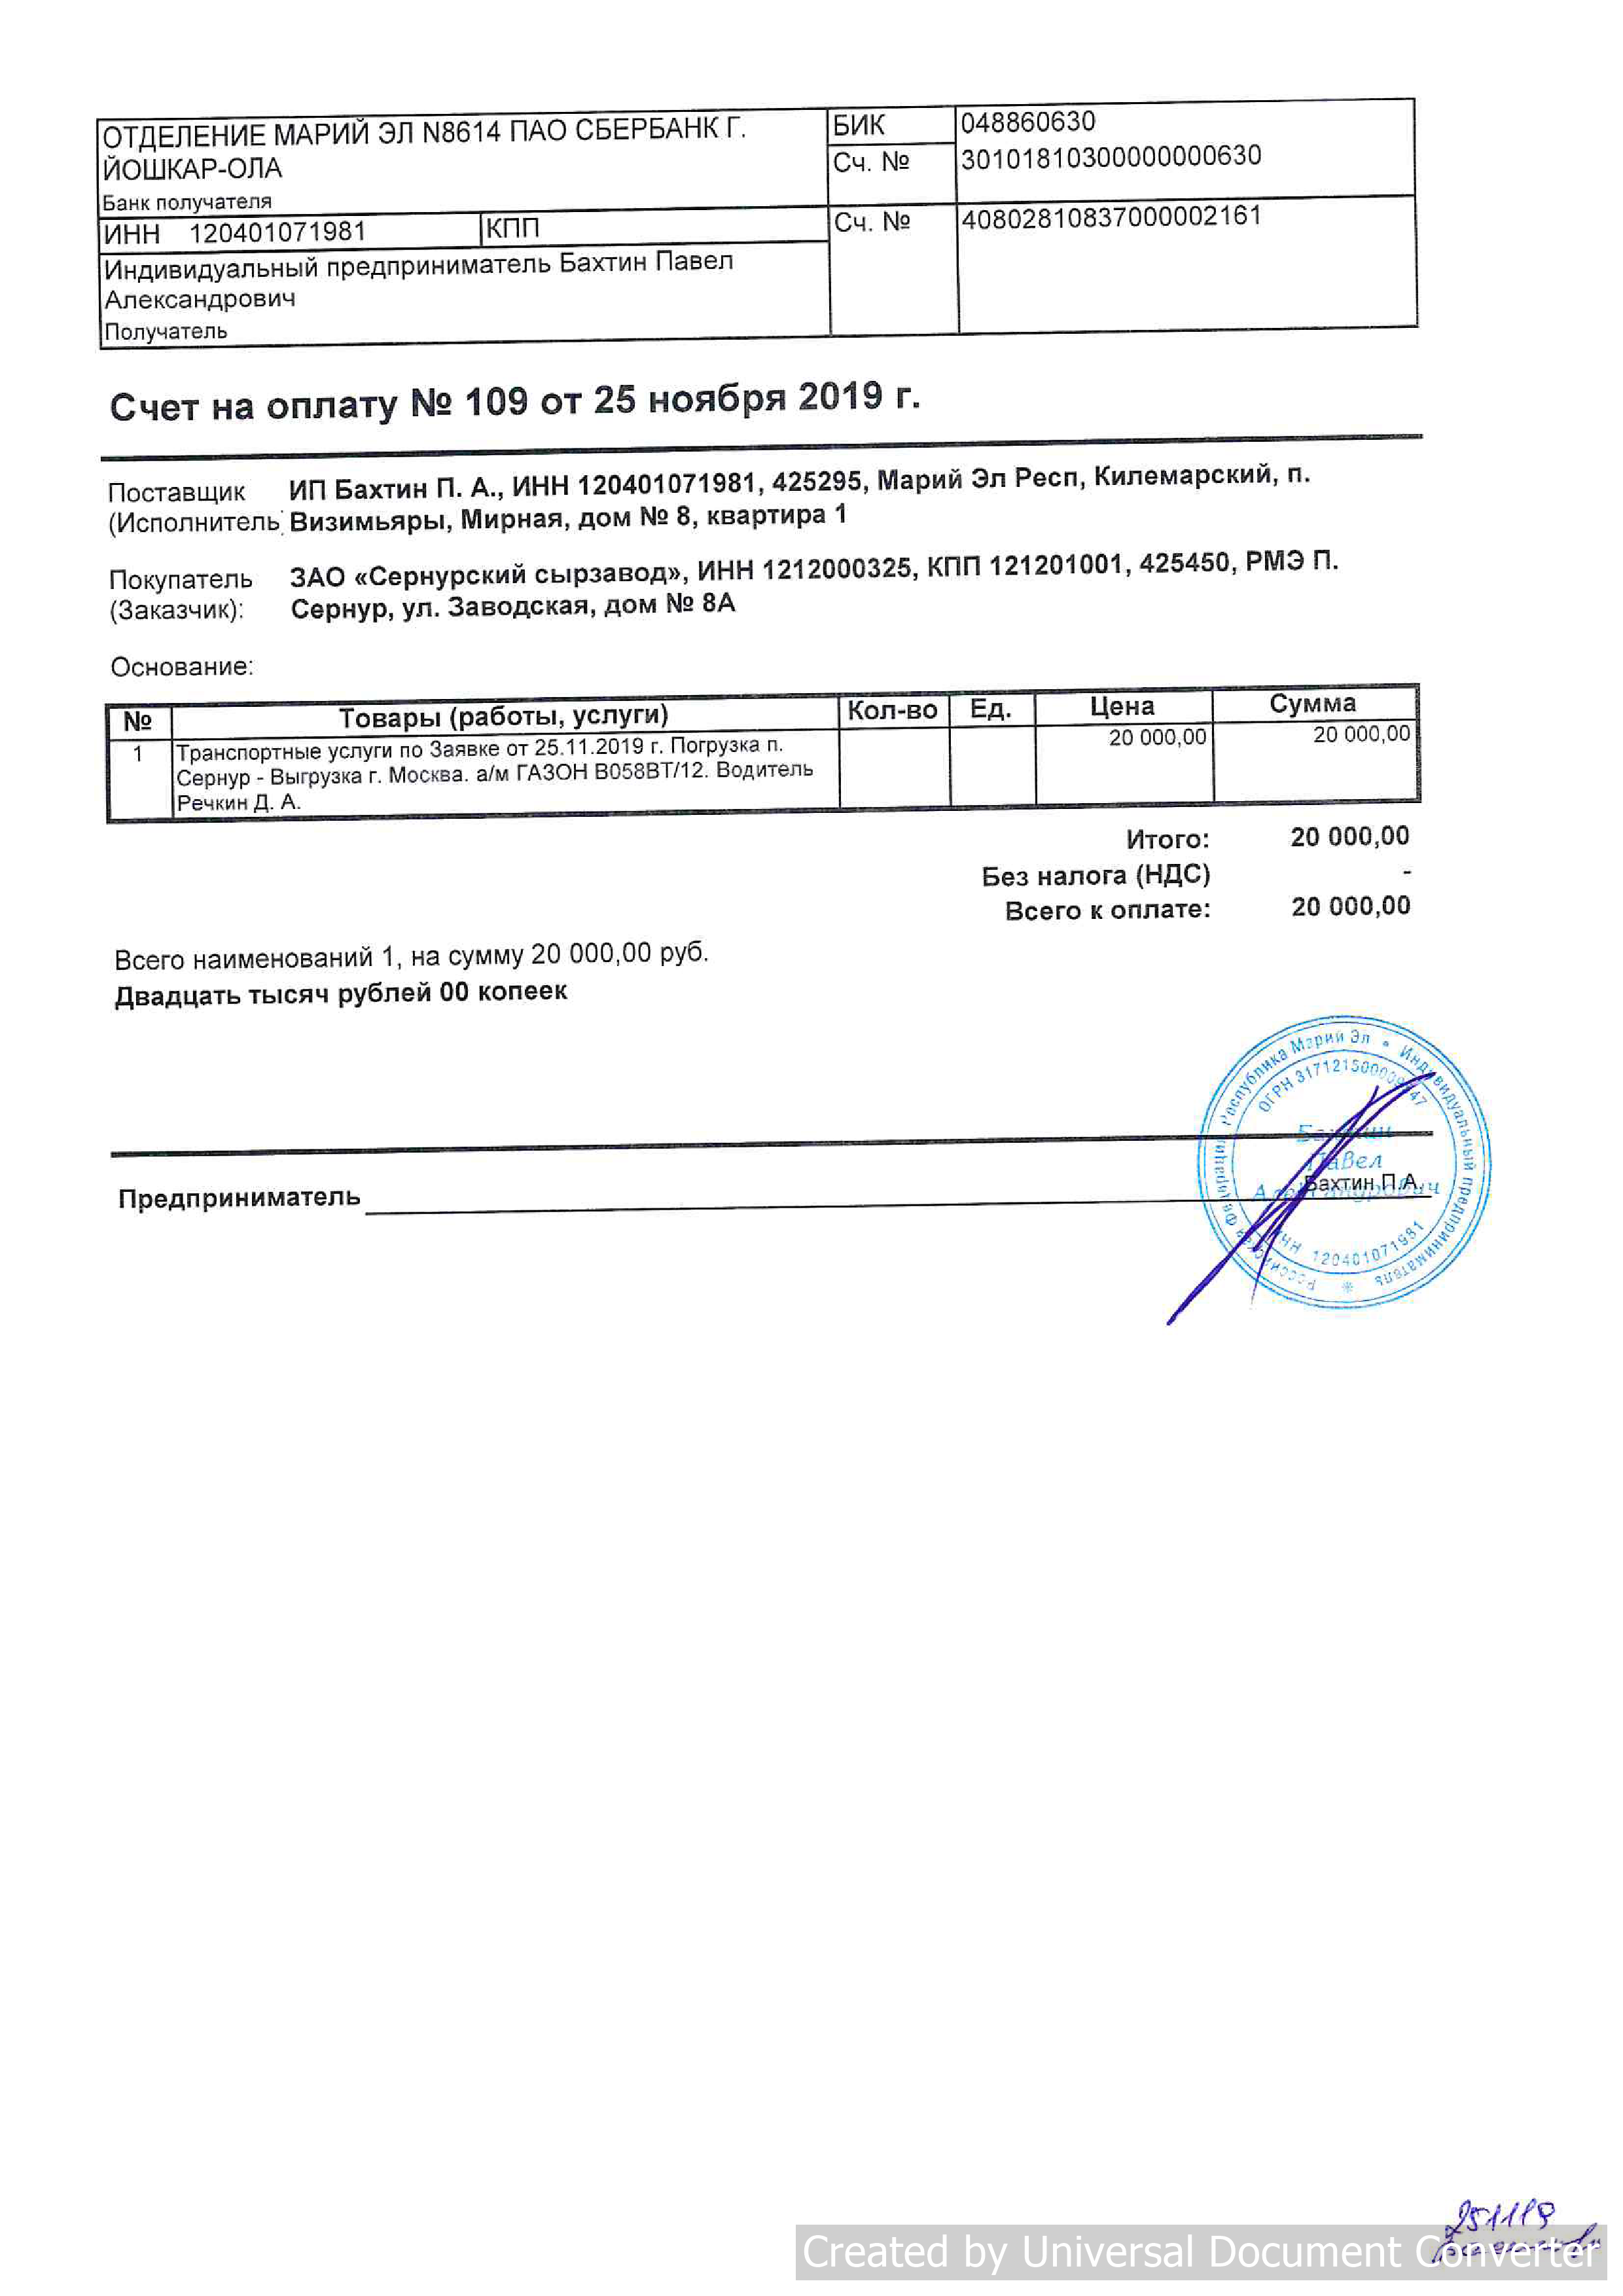 ОТДЕЛЕНИЕ МАРИЙ ЭЛ N8614 ПАО СБЕРБАНК Г.
ЙОШКАР-ОЛА
Банк получателя
БИК 048860630
Сч. № 30101810300000000630
ИНН 120401071981 КПП
Сч. № 40802810837000002161
Индивидуальный предприниматель Бахтин Павел
Александрович
Получатель
Счет на оплату № 109 от 25 ноября 2019 г.
Поставщик ИП Бахтин П. А., ИНН 120401071981, 425295, Марий Эл Респ, Килемарский, п.
(Исполнитель Визимьяры, Мирная, дом № 8, квартира 1
Покупатель ЗАО «Сернурский сырзавод», ИНН 1212000325, КПП 121201001, 425450, РМЭ П.
(Заказчик): Сернур, ул. Заводская, дом № 8А
Основание:
№ Товары (работы, услуги) Кол-во Ед. Цена Сумма
1 Транспортные услуги по Заявке от 25.11.2019 г. Погрузка п. 20 000,00 20 000,00
Сернур - Выгрузка г. Москва. а/м ГАЗОН В058ВТ/12. Водитель
Речкин Д. А.
Итого: 20 000,00
Без налога (НДС) -
Всего к оплате: 20 000,00
Всего наименований 1, на сумму 20 000,00 руб.
Двадцать тысяч рублей 00 копеек
Российская Федерация Республика Марий Эл • Индивидуальный предприниматель
ОГРН
Бахтин
Павел
Александрович
ИНН 120401071981
Предприниматель Бахтин П.А.
251119
Created by Universal Document Converter